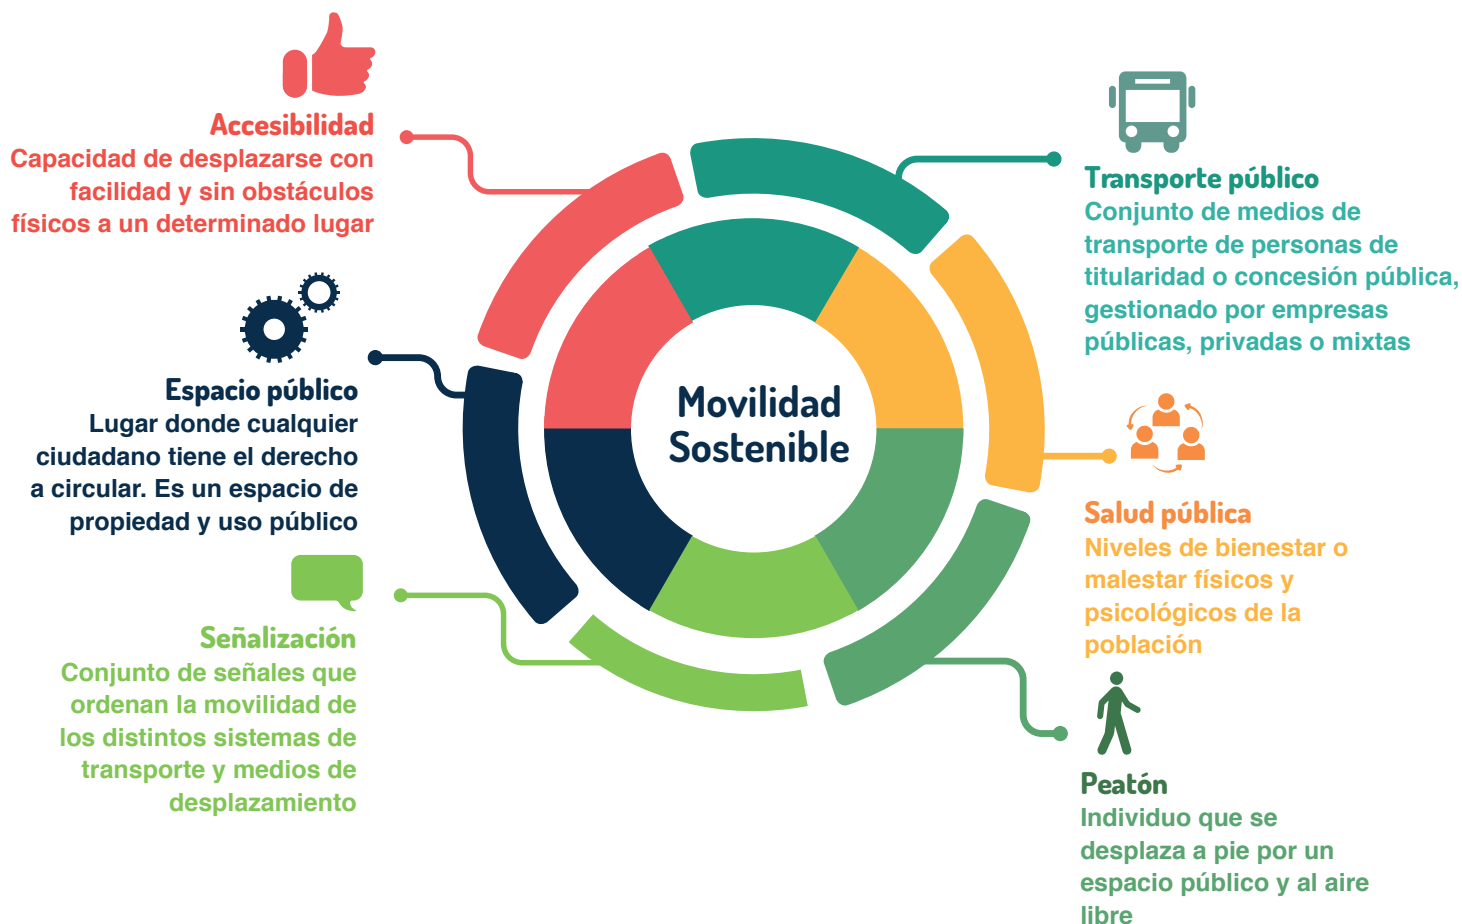 Accesibilidad
Capacidad de desplazarse con
facilidad y sin obstáculos
físicos a un determinado lugar
Espacio público
Lugar donde cualquier
ciudadano tiene el derecho
a circular. Es un espacio de
propiedad y uso público
Señalización
Conjunto de señales que
ordenan la movilidad de
los distintos sistemas de
transporte y medios de
desplazamiento
Movilidad
Sostenible
Transporte público
Conjunto de medios de
transporte de personas de
titularidad o concesión pública,
gestionado por empresas
públicas, privadas o mixtas
Salud pública
Niveles de bienestar o
malestar físicos y
psicológicos de la
población
Peatón
Individuo que se
desplaza a pie por un
espacio público y al aire
libre